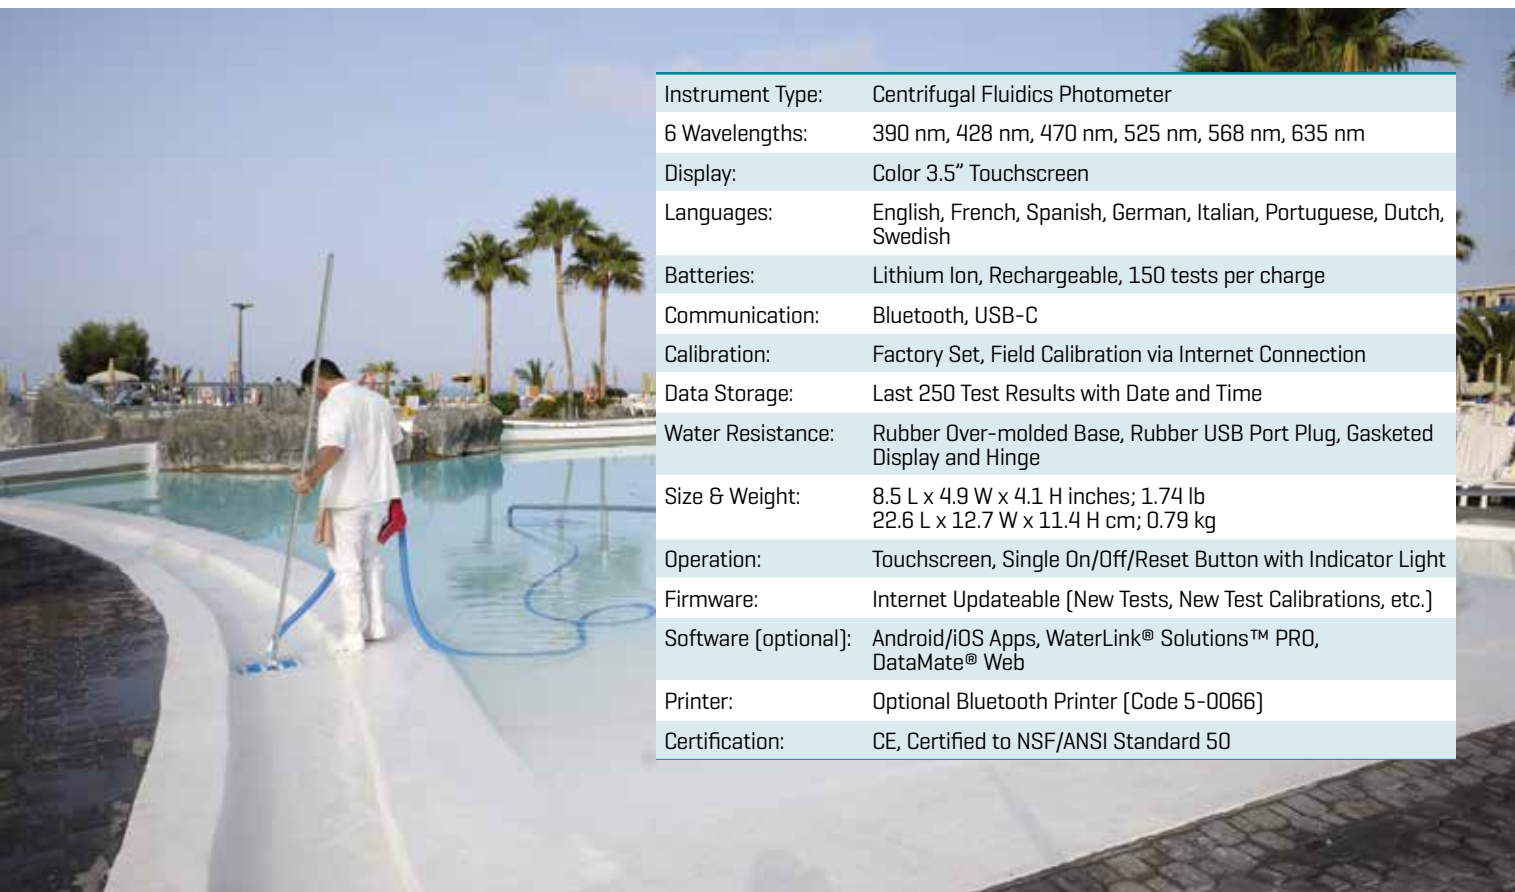 Instrument Type: Centrifugal Fluidics Photometer
6 Wavelengths: 390 nm, 428 nm, 470 nm, 525 nm, 568 nm, 635 nm
Display: Color 3.5” Touchscreen
Languages: English, French, Spanish, German, Italian, Portuguese, Dutch,
Swedish
Batteries: Lithium Ion, Rechargeable, 150 tests per charge
Communication: Bluetooth, USB-C
Calibration: Factory Set, Field Calibration via Internet Connection
Data Storage: Last 250 Test Results with Date and Time
Water Resistance: Rubber Over-molded Base, Rubber USB Port Plug, Gasketed
Display and Hinge
Size & Weight: 8.5 L x 4.9 W x 4.1 H inches; 1.74 lb
22.6 L x 12.7 W x 11.4 H cm; 0.79 kg
Operation: Touchscreen, Single On/Off/Reset Button with Indicator Light
Firmware: Internet Updateable (New Tests, New Test Calibrations, etc.)
Software (optional): Android/iOS Apps, WaterLink® Solutions™ PRO,
DataMate® Web
Printer: Optional Bluetooth Printer (Code 5-0066)
Certification: CE, Certified to NSF/ANSI Standard 50